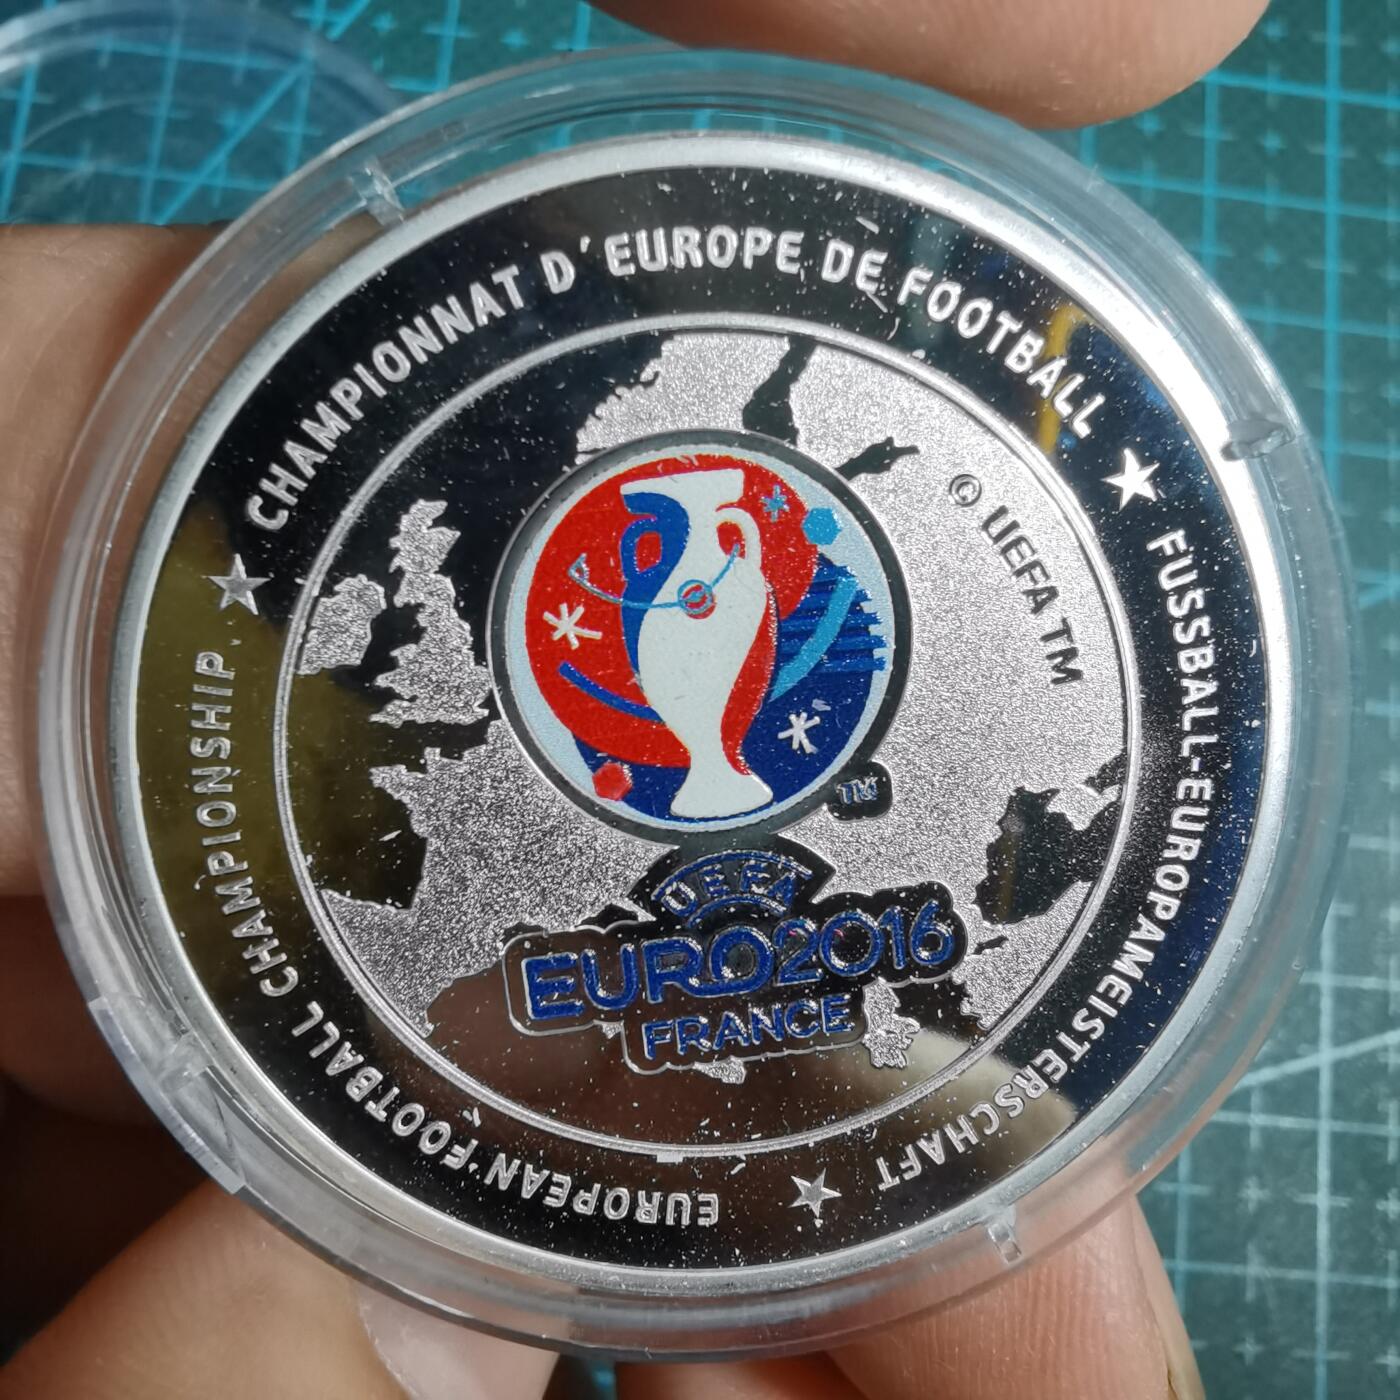 CHAMPIONNAT D'EUROPE DE FOOTBALL
FUSSBALL-EUROPAMEISTERSCHAFT
EUROPEAN FOOTBALL CHAMPIONSHIP
© UEFA TM
TM
UEFA
EURO2016
FRANCE